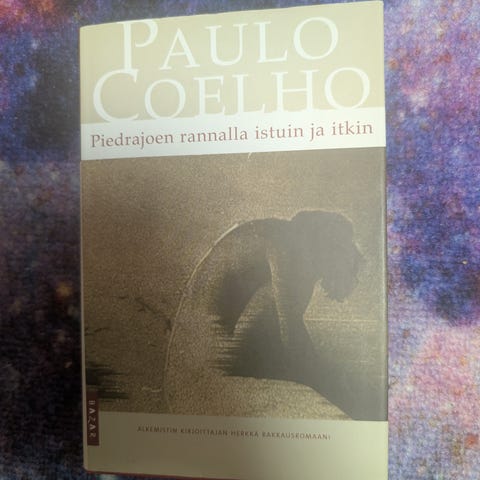 PAULO
COELHO
Piedrajoen rannalla istuin ja itkin
BAZAR
ALKEMISTIN KIRJOITTAJAN HERKKÄ RAKKAUSROMAANI